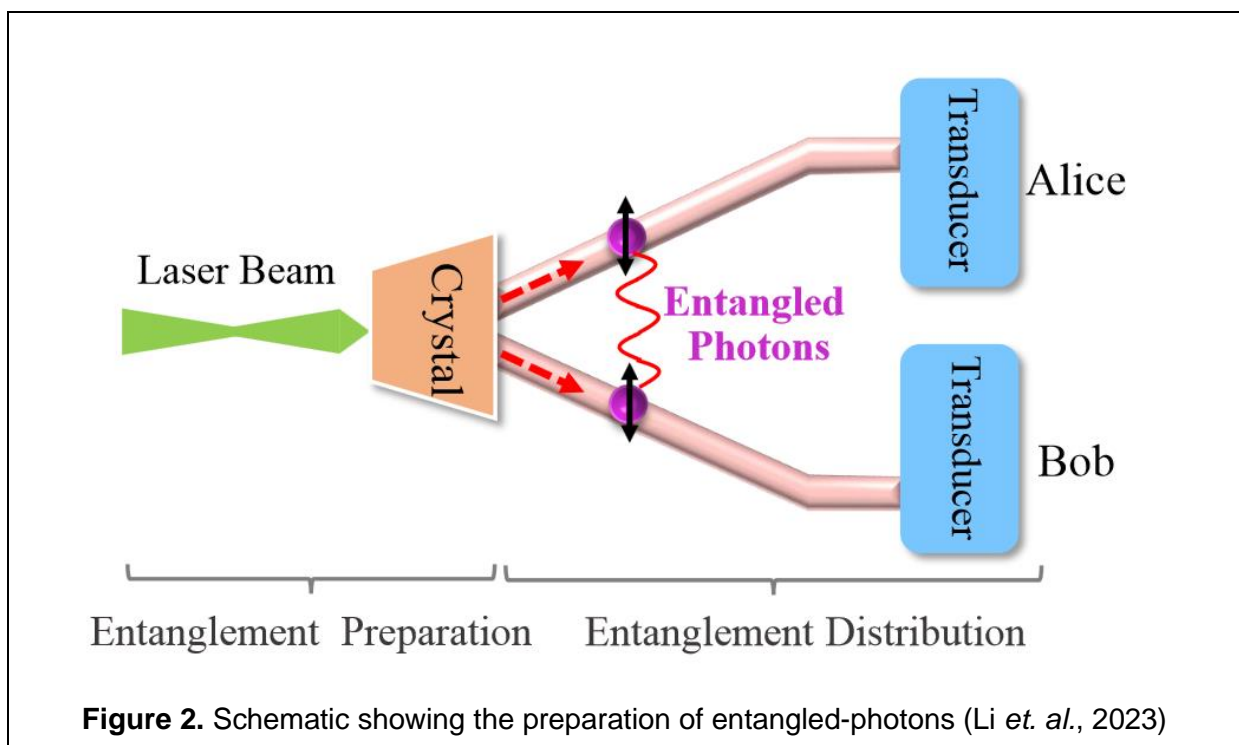 Laser Beam
Crystal
Entangled
Photons
Transducer
Alice
Transducer
Bob
Entanglement Preparation
Entanglement Distribution
Figure 2. Schematic showing the preparation of entangled-photons (Li et. al., 2023)